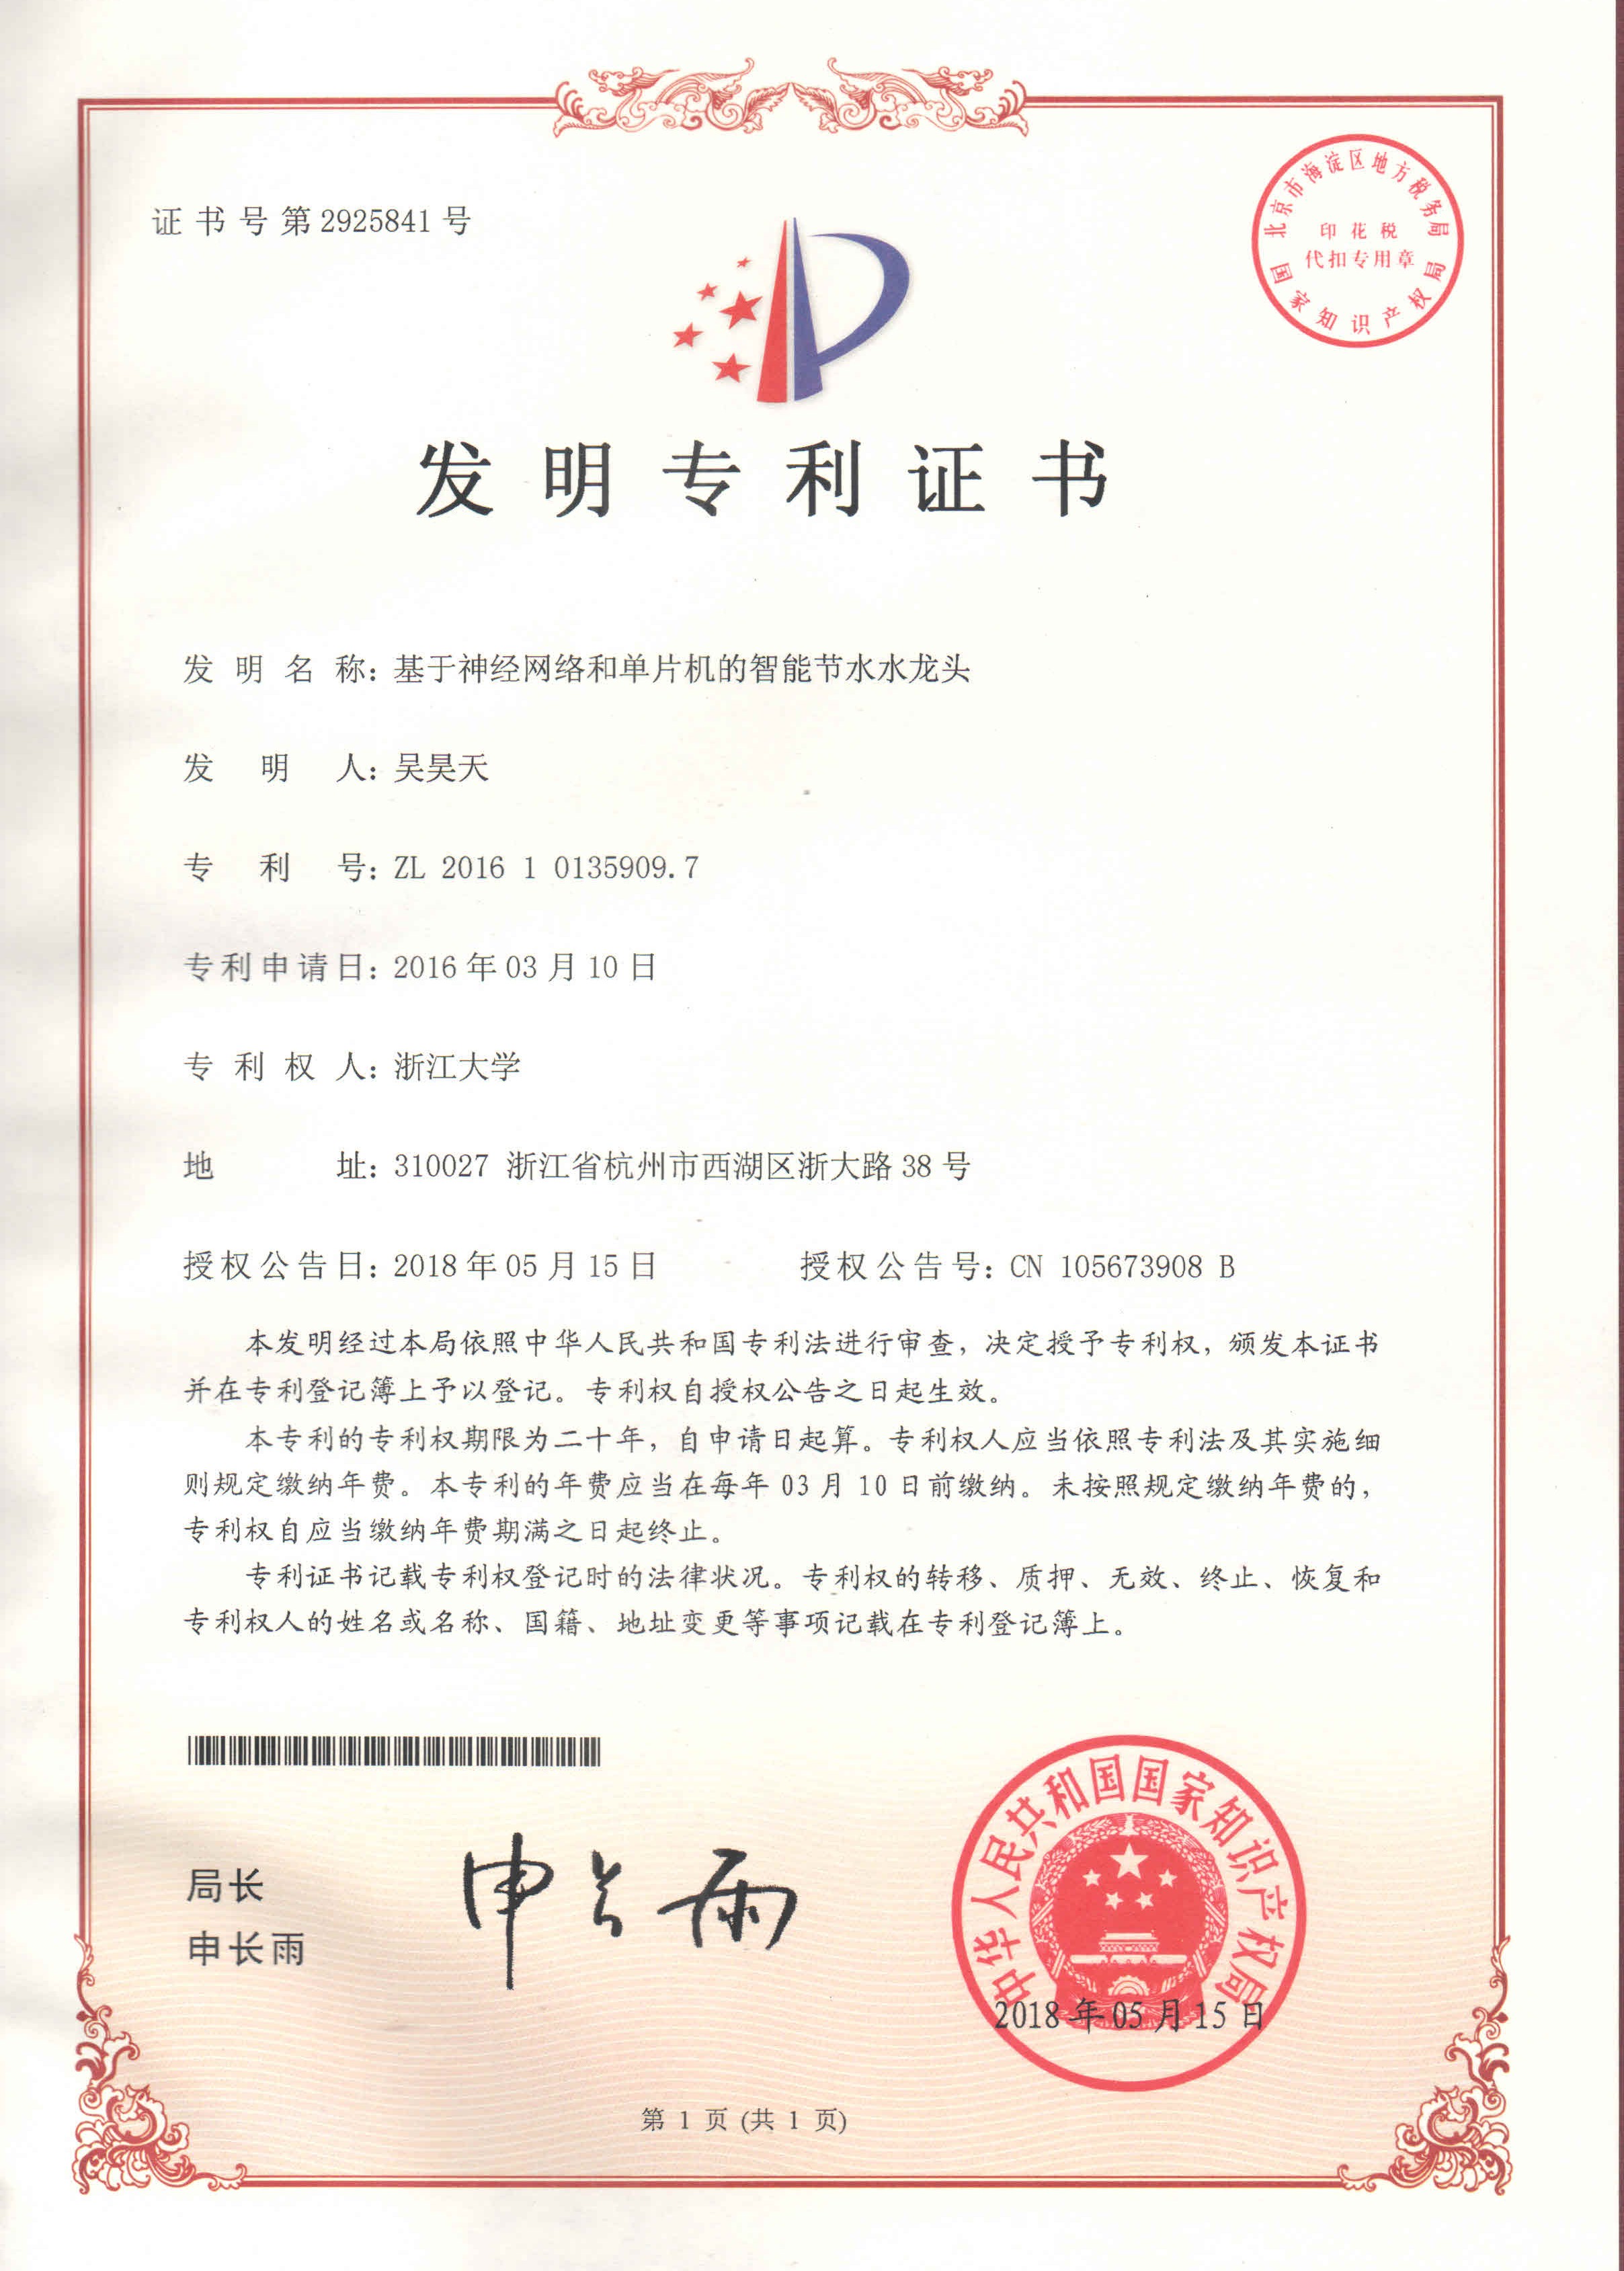 证书号第2925841号
北京市海淀区地方税务局
印花税
代扣专用章
国家知识产权局
发明专利证书
发明名称：基于神经网络和单片机的智能节水水龙头
发明人：吴昊天
专利号：ZL 2016 1 0135909.7
专利申请日：2016年03月10日
专利权人：浙江大学
地址：310027 浙江省杭州市西湖区浙大路38号
授权公告日：2018年05月15日 授权公告号：CN 105673908 B
本发明经过本局依照中华人民共和国专利法进行审查，决定授予专利权，颁发本证书
并在专利登记簿上予以登记。专利权自授权公告之日起生效。
本专利的专利权期限为二十年，自申请日起算。专利权人应当依照专利法及其实施细
则规定缴纳年费。本专利的年费应当在每年03月10日前缴纳。未按照规定缴纳年费的，
专利权自应当缴纳年费期满之日起终止。
专利证书记载专利权登记时的法律状况。专利权的转移、质押、无效、终止、恢复和
专利权人的姓名或名称、国籍、地址变更等事项记载在专利登记簿上。
局长
申长雨
申长雨
中华人民共和国国家知识产权局
2018年05月15日
第 1 页 (共 1 页)